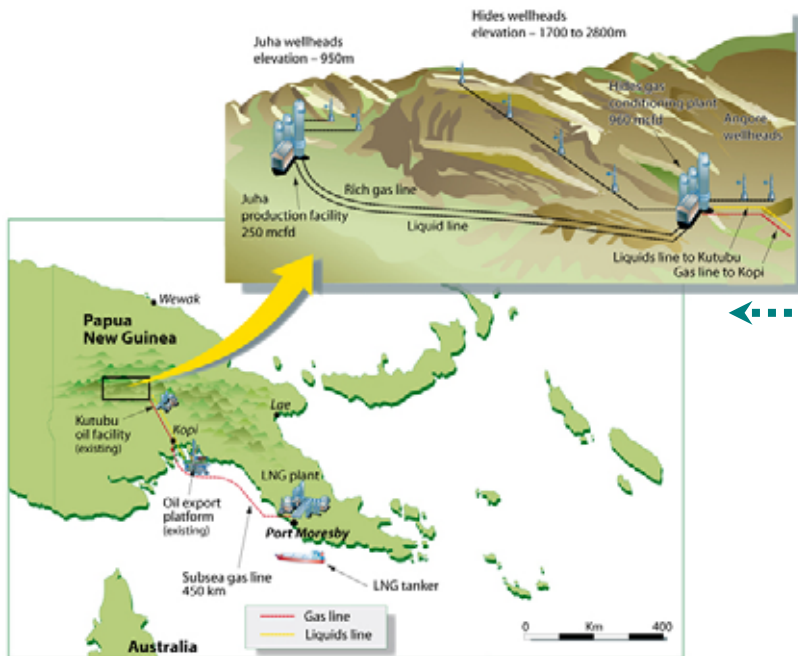 Hides wellheads
elevation – 1700 to 2800m
Juha wellheads
elevation – 950m
Hides gas
conditioning plant
960 mcfd
Angore
wellheads
Rich gas line
Juha
production facility
250 mcfd
Liquid line
Liquids line to Kutubu
Gas line to Kopi
Wewak
Papua
New Guinea
Lae
Kutubu
oil facility
(existing)
Kopi
LNG plant
Oil export
platform
(existing)
Port Moresby
Subsea gas line
450 km
LNG tanker
Gas line
Liquids line
Australia
0 Km 400